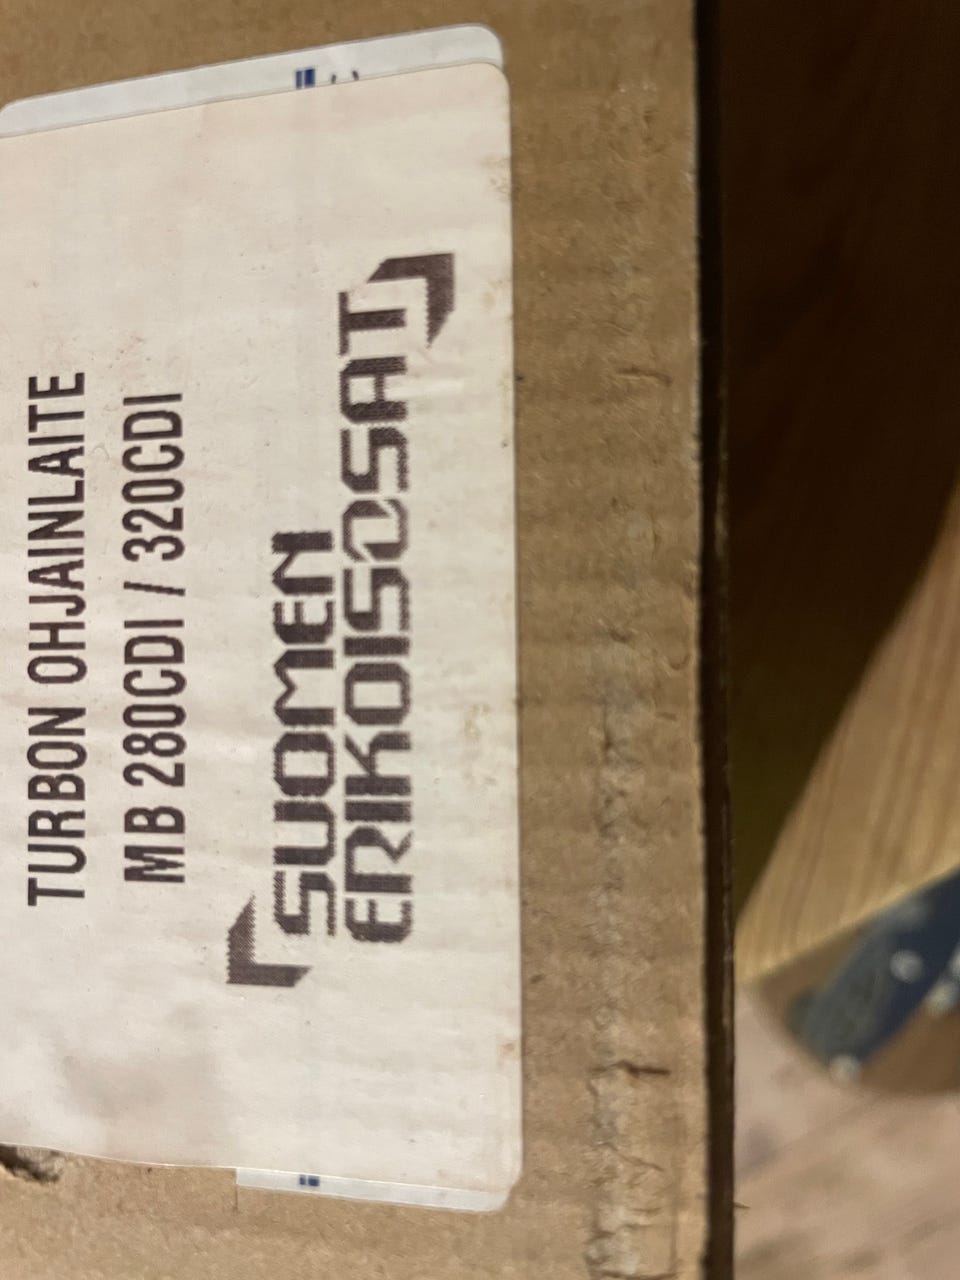 TURBON OHJAINLAITE
MB 280CDI / 320CDI
SUOMEN
ERIKOISOSAT